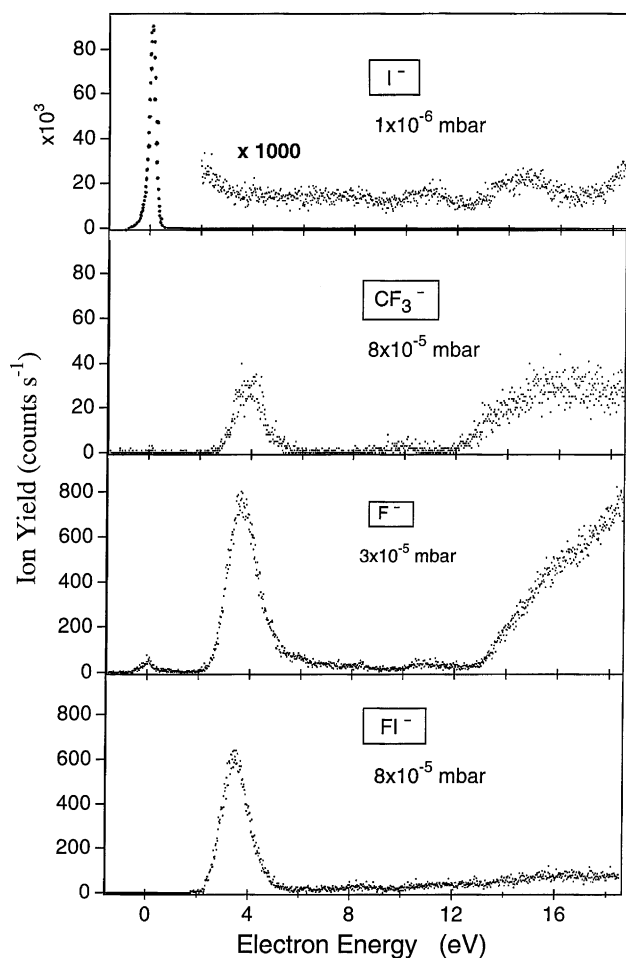 80
60
x10³
40
20
0
I⁻
1x10⁻⁶ mbar
x 1000
80
60
40
20
0
CF₃⁻
8x10⁻⁵ mbar
Ion Yield (counts s⁻¹)
800
600
400
200
0
F⁻
3x10⁻⁵ mbar
800
600
400
200
0
FI⁻
8x10⁻⁵ mbar
0 4 8 12 16
Electron Energy (eV)